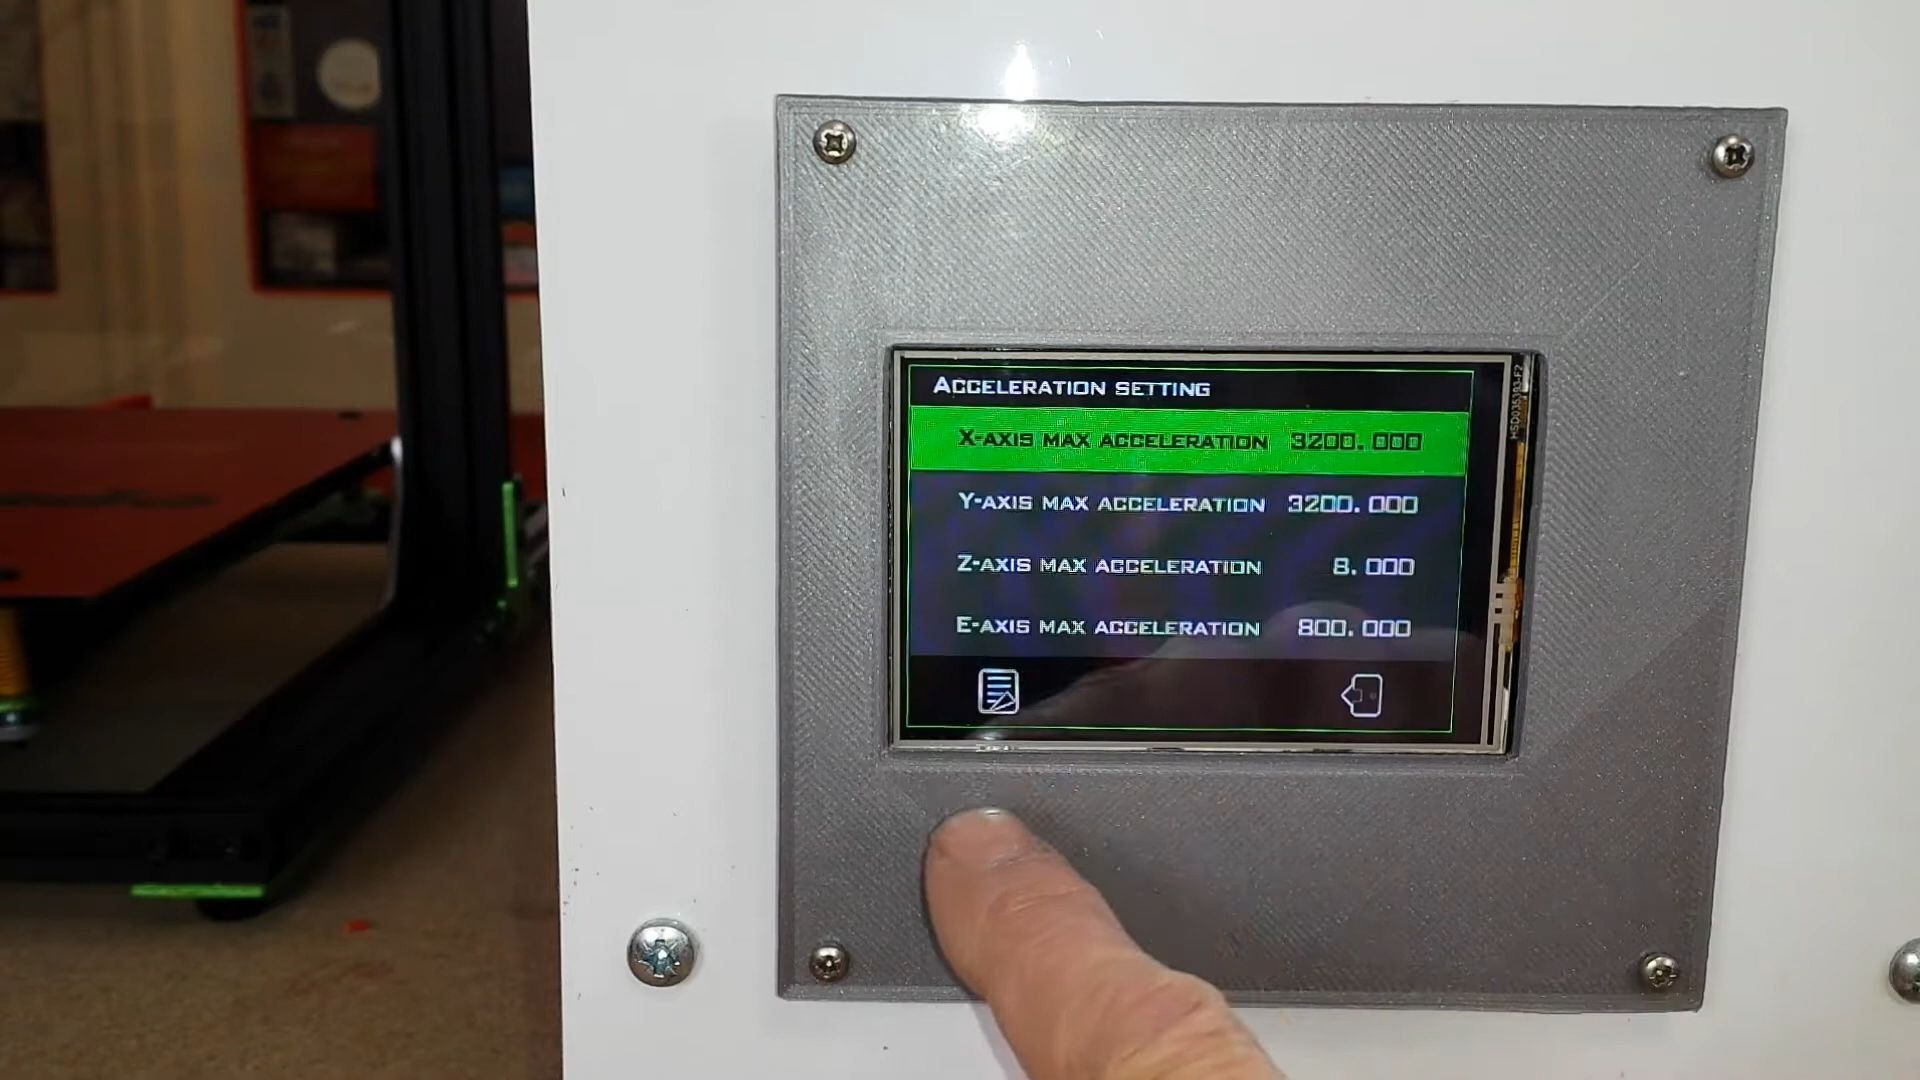 ACCELERATION SETTING
X-AXIS MAX ACCELERATION 3200.000
Y-AXIS MAX ACCELERATION 3200.000
Z-AXIS MAX ACCELERATION 8.000
E-AXIS MAX ACCELERATION 800.000